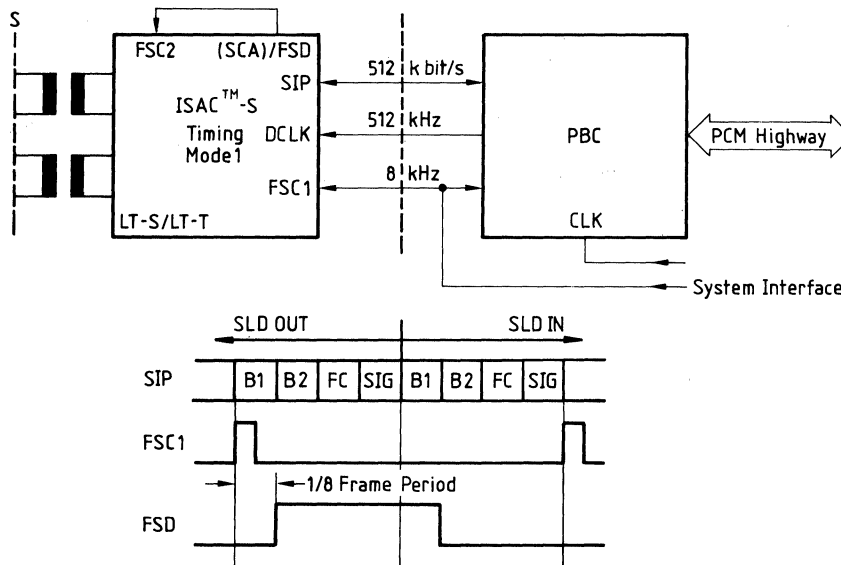 S
FSC2 (SCA)/FSD
SIP
ISAC™-S
Timing
Mode1
DCLK
FSC1
LT-S/LT-T
512 k bit/s
512 kHz
8 kHz
PBC
CLK
PCM Highway
System Interface
SLD OUT SLD IN
SIP B1 B2 FC SIG B1 B2 FC SIG
FSC1
1/8 Frame Period
FSD